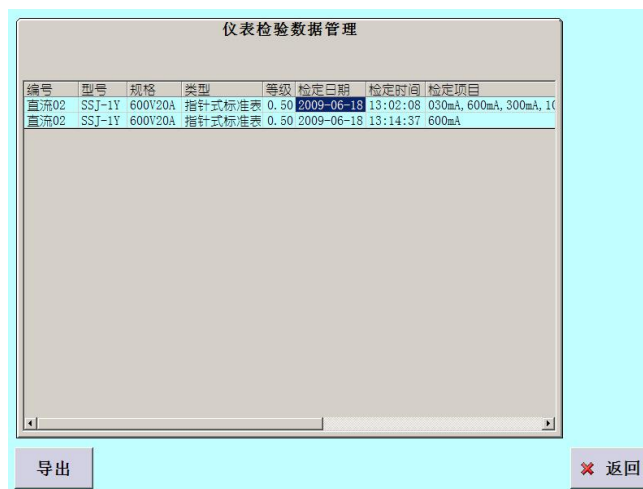 仪表检验数据管理
编号 型号 规格 类型 等级 检定日期 检定时间 检定项目
直流02 SSJ-1Y 600V20A 指针式标准表 0.50 2009-06-18 13:02:08 030mA,600mA,300mA,10
直流02 SSJ-1Y 600V20A 指针式标准表 0.50 2009-06-18 13:14:37 600mA
导出 返回